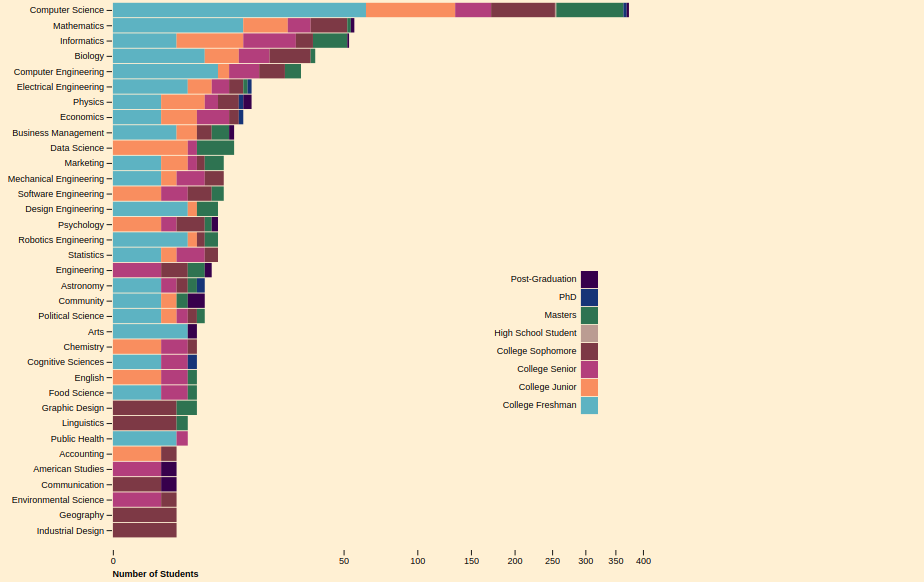 Computer Science
Mathematics
Informatics
Biology
Computer Engineering
Electrical Engineering
Physics
Economics
Business Management
Data Science
Marketing
Mechanical Engineering
Software Engineering
Design Engineering
Psychology
Robotics Engineering
Statistics
Engineering
Astronomy
Community
Political Science
Arts
Chemistry
Cognitive Sciences
English
Food Science
Graphic Design
Linguistics
Public Health
Accounting
American Studies
Communication
Environmental Science
Geography
Industrial Design
Post-Graduation
PhD
Masters
High School Student
College Sophomore
College Senior
College Junior
College Freshman
0 50 100 150 200 250 300 350 400
Number of Students